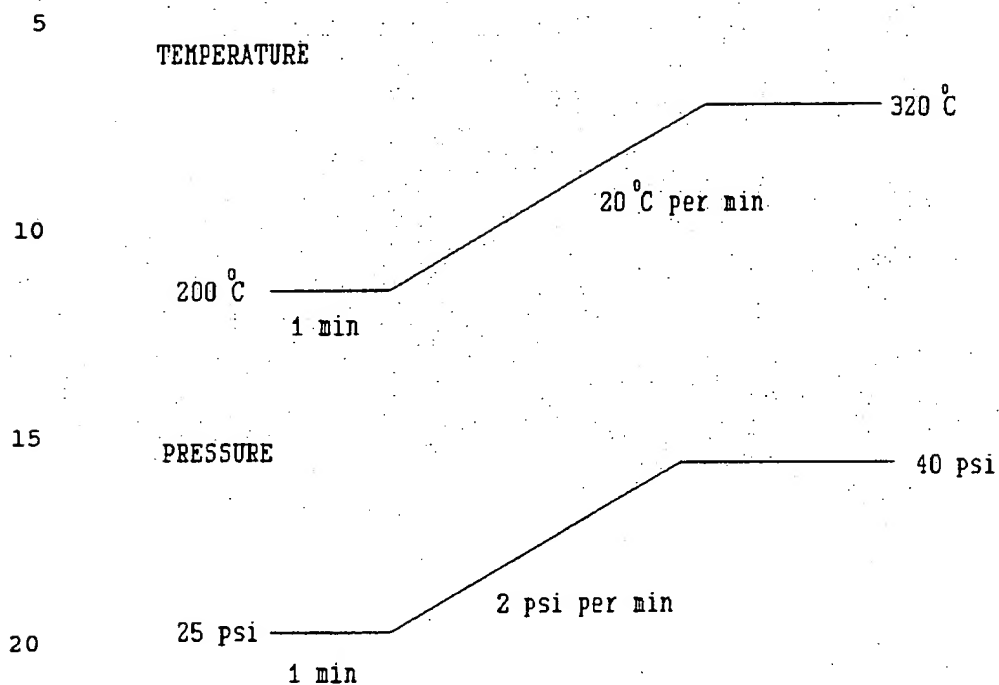 5
TEMPERATURE
320°C
20°C per min
10
200°C
1 min
15
PRESSURE
40 psi
2 psi per min
25 psi
20
1 min